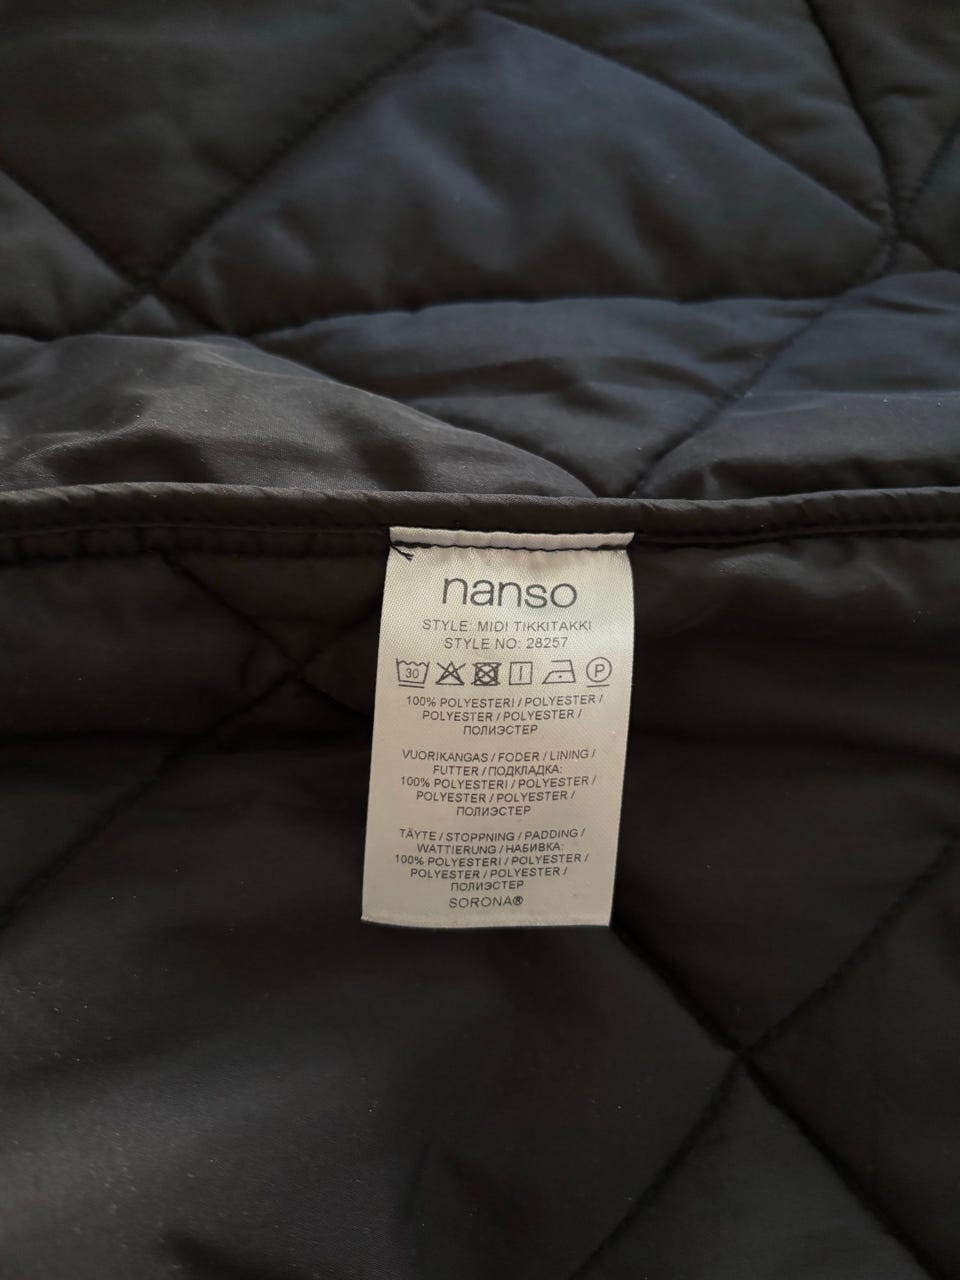 nanso
STYLE: MIDI TIKKITAKKI
STYLE NO: 28257
30 P
100% POLYESTERI / POLYESTER /
POLYESTER / POLYESTER /
ПОЛИЭСТЕР
VUORIKANGAS / FODER / LINING /
FUTTER / ПОДКЛАДКА:
100% POLYESTERI / POLYESTER /
POLYESTER / POLYESTER /
ПОЛИЭСТЕР
TÄYTE / STOPPNING / PADDING /
WATTIERUNG / НАБИВКА:
100% POLYESTERI / POLYESTER /
POLYESTER / POLYESTER /
ПОЛИЭСТЕР
SORONA®